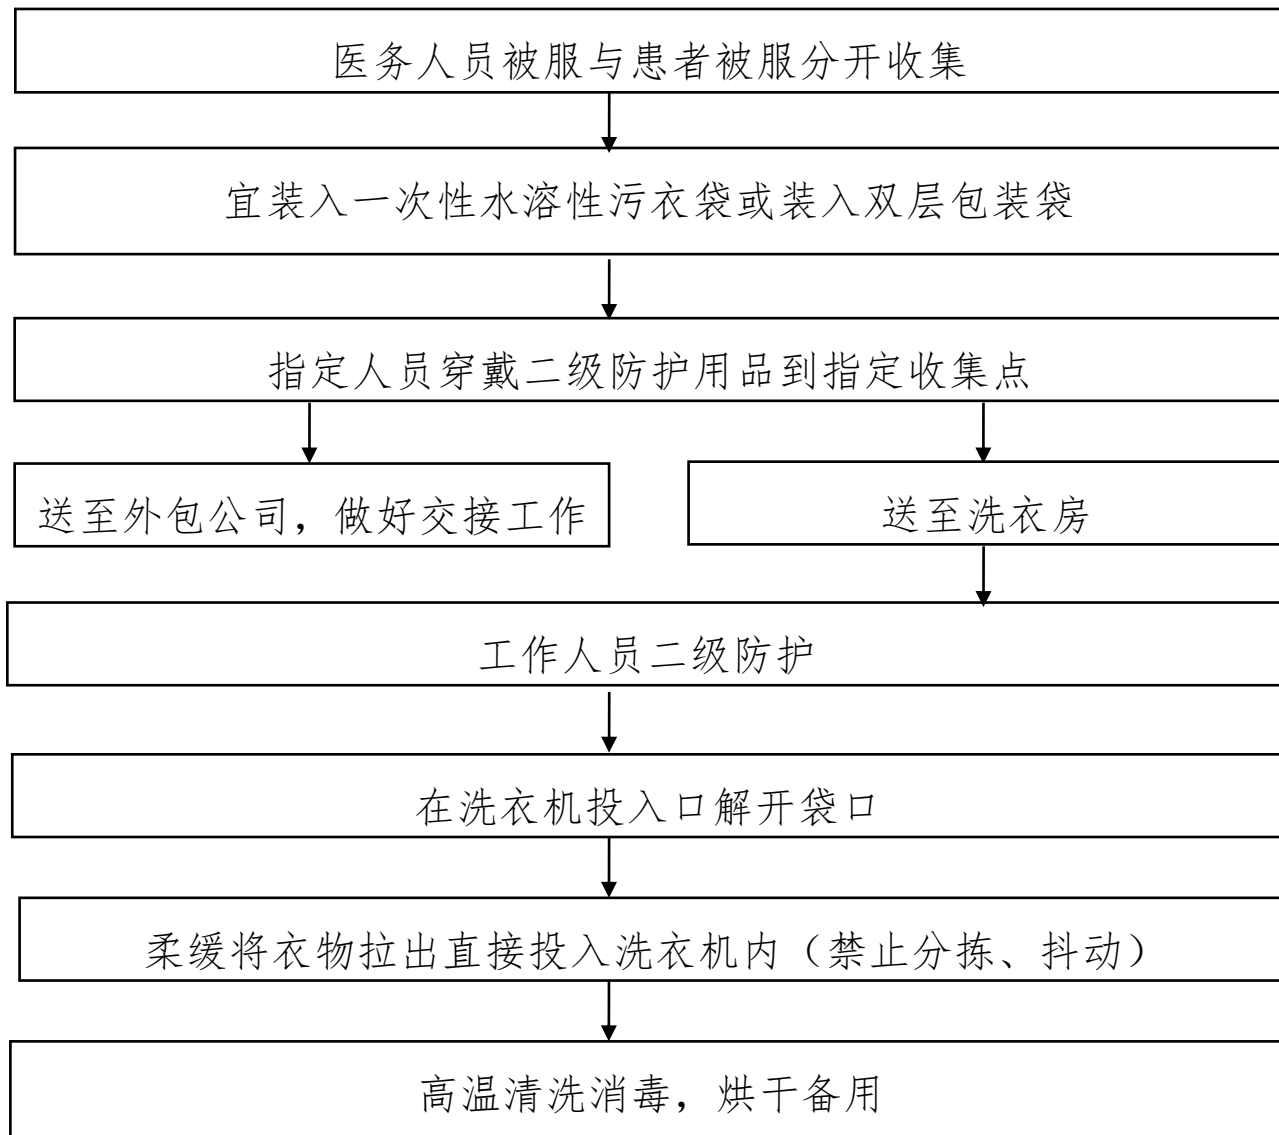 医务人员被服与患者被服分开收集
宜装入一次性水溶性污衣袋或装入双层包装袋
指定人员穿戴二级防护用品到指定收集点
送至外包公司，做好交接工作
送至洗衣房
工作人员二级防护
在洗衣机投入口解开袋口
柔缓将衣物拉出直接投入洗衣机内（禁止分拣、抖动）
高温清洗消毒，烘干备用